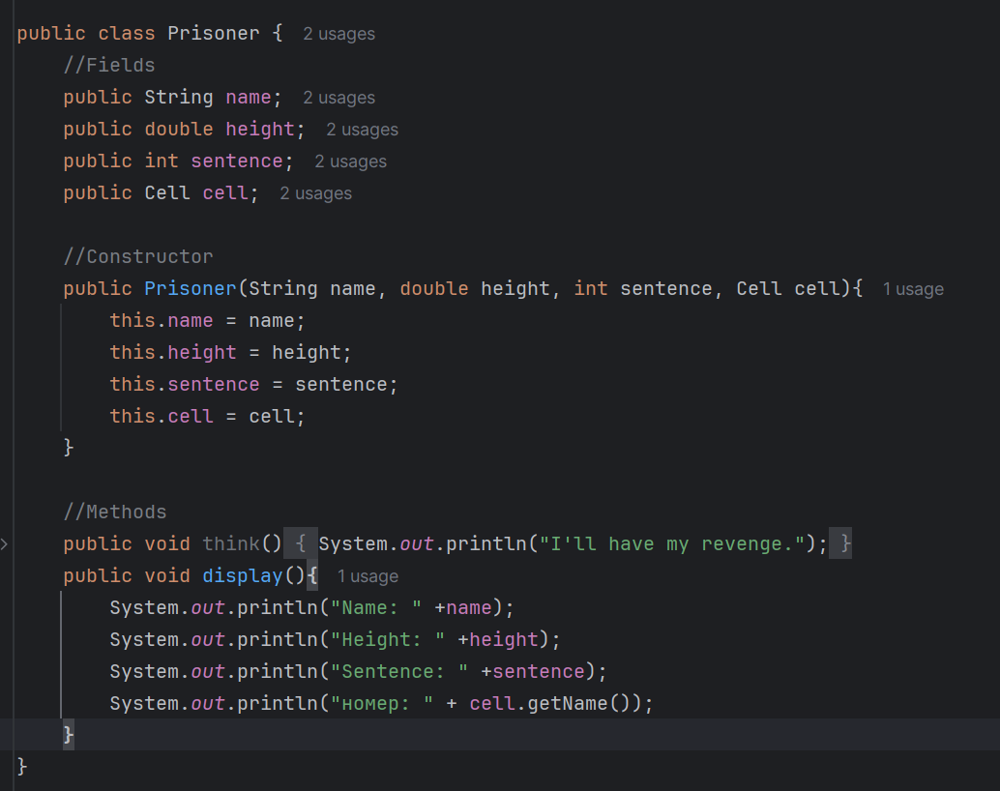 public class Prisoner {  2 usages
    //Fields
    public String name;  2 usages
    public double height;  2 usages
    public int sentence;  2 usages
    public Cell cell;  2 usages

    //Constructor
    public Prisoner(String name, double height, int sentence, Cell cell){  1 usage
        this.name = name;
        this.height = height;
        this.sentence = sentence;
        this.cell = cell;
    }

    //Methods
    public void think() { System.out.println("I'll have my revenge."); }
    public void display(){  1 usage
        System.out.println("Name: " +name);
        System.out.println("Height: " +height);
        System.out.println("Sentence: " +sentence);
        System.out.println("номер: " + cell.getName());
    }
}